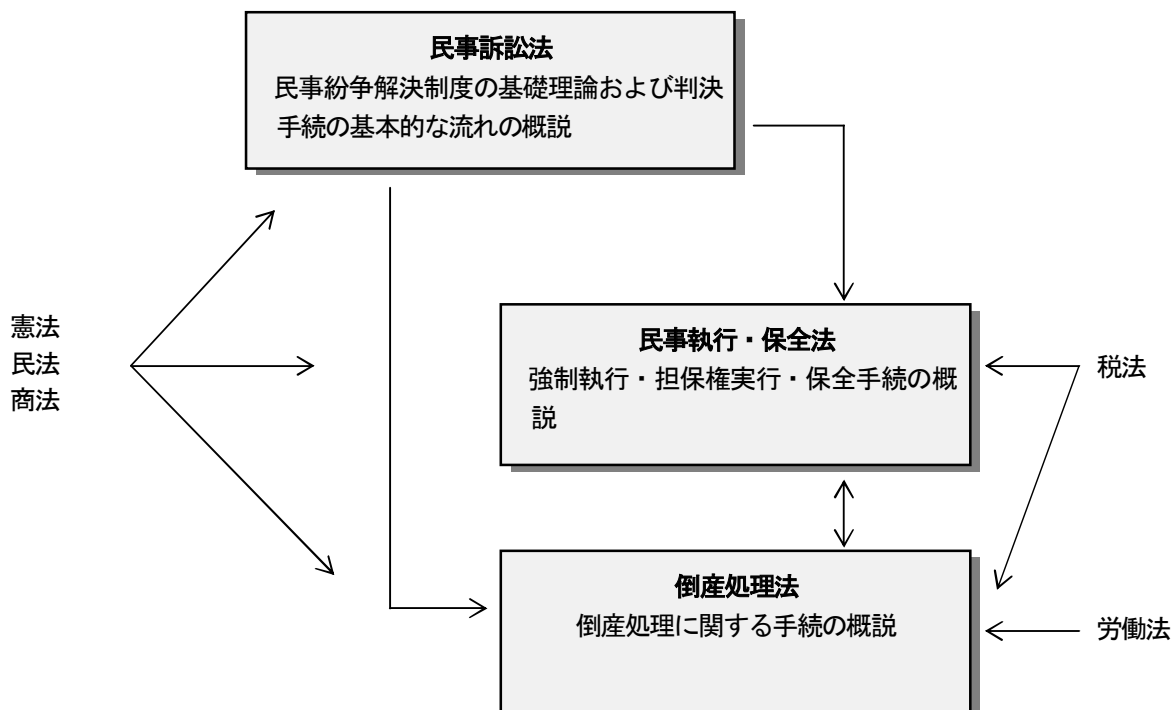 民事訴訟法
民事紛争解決制度の基礎理論および判決
手続の基本的な流れの概説
憲法
民法
商法
民事執行・保全法
強制執行・担保権実行・保全手続の概
説
税法
倒産処理法
倒産処理に関する手続の概説
労働法